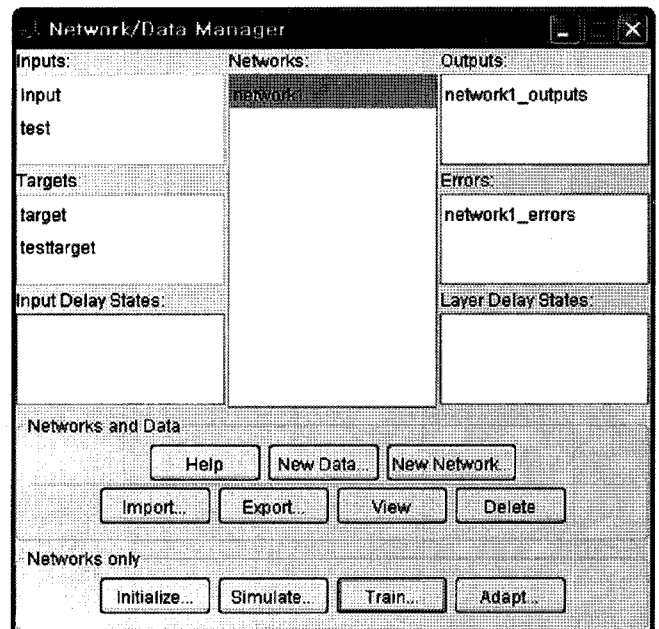 Network/Data Manager
Inputs:
Networks:
Outputs:
input
test
network1
network1_outputs
Targets:
Errors:
target
testtarget
network1_errors
Input Delay States:
Layer Delay States:
Networks and Data
Help
New Data...
New Network...
Import...
Export...
View
Delete
Networks only
Initialize...
Simulate...
Train...
Adapt...